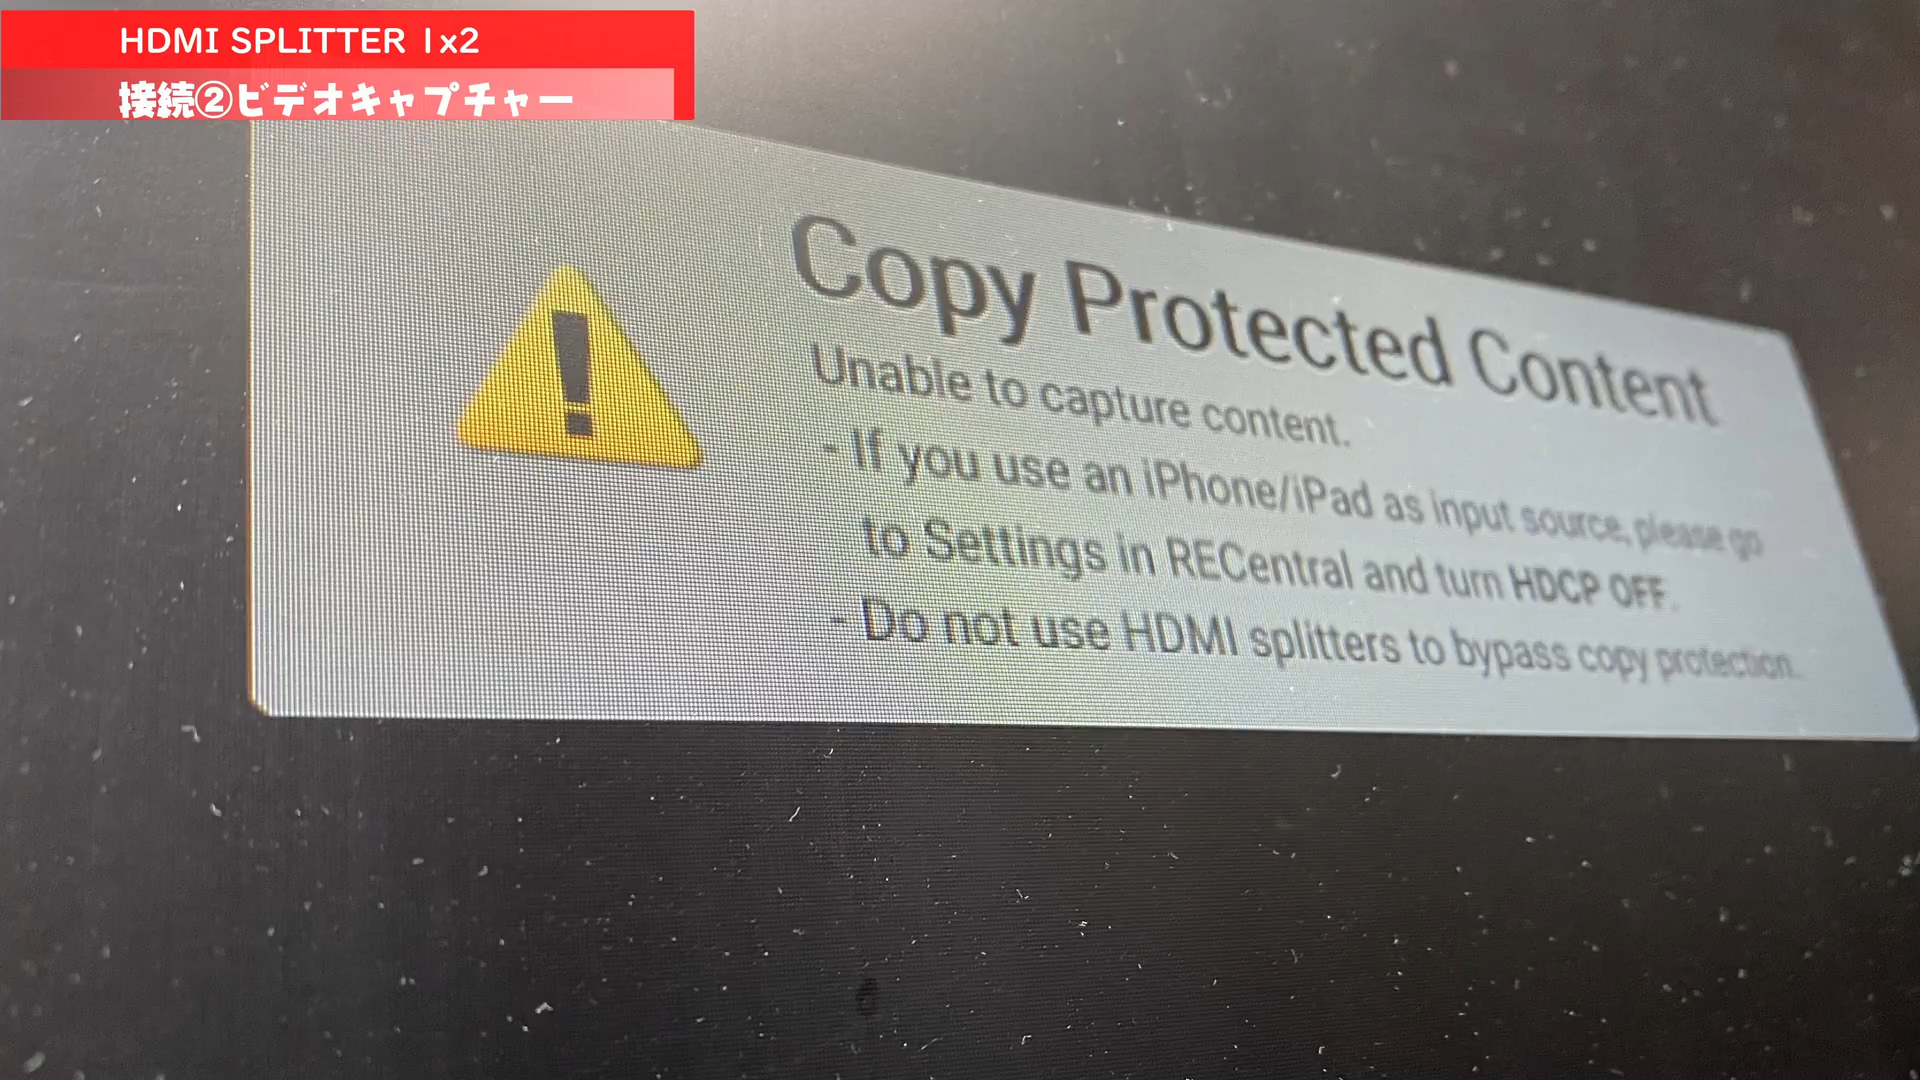 HDMI SPLITTER 1x2
接続②ビデオキャプチャー
Copy Protected Content
Unable to capture content.
- If you use an iPhone/iPad as input source, please go
to Settings in RECentral and turn HDCP OFF.
- Do not use HDMI splitters to bypass copy protection.